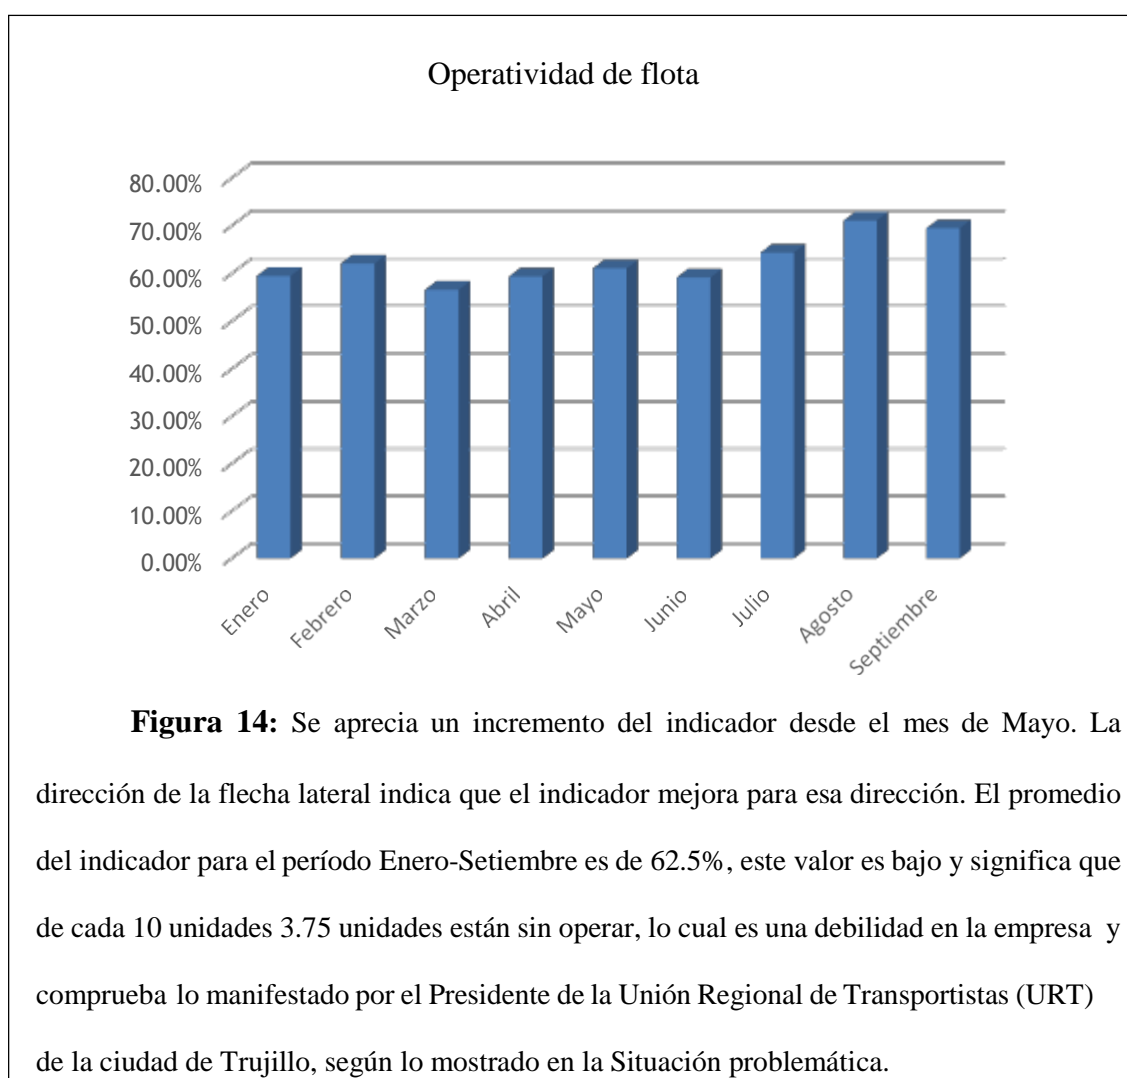 Operatividad de flota
80.00%
70.00%
60.00%
50.00%
40.00%
30.00%
20.00%
10.00%
0.00%
Enero
Febrero
Marzo
Abril
Mayo
Junio
Julio
Agosto
Septiembre
Figura 14: Se aprecia un incremento del indicador desde el mes de Mayo. La
dirección de la flecha lateral indica que el indicador mejora para esa dirección. El promedio
del indicador para el período Enero-Setiembre es de 62.5%, este valor es bajo y significa que
de cada 10 unidades 3.75 unidades están sin operar, lo cual es una debilidad en la empresa y
comprueba lo manifestado por el Presidente de la Unión Regional de Transportistas (URT)
de la ciudad de Trujillo, según lo mostrado en la Situación problemática.